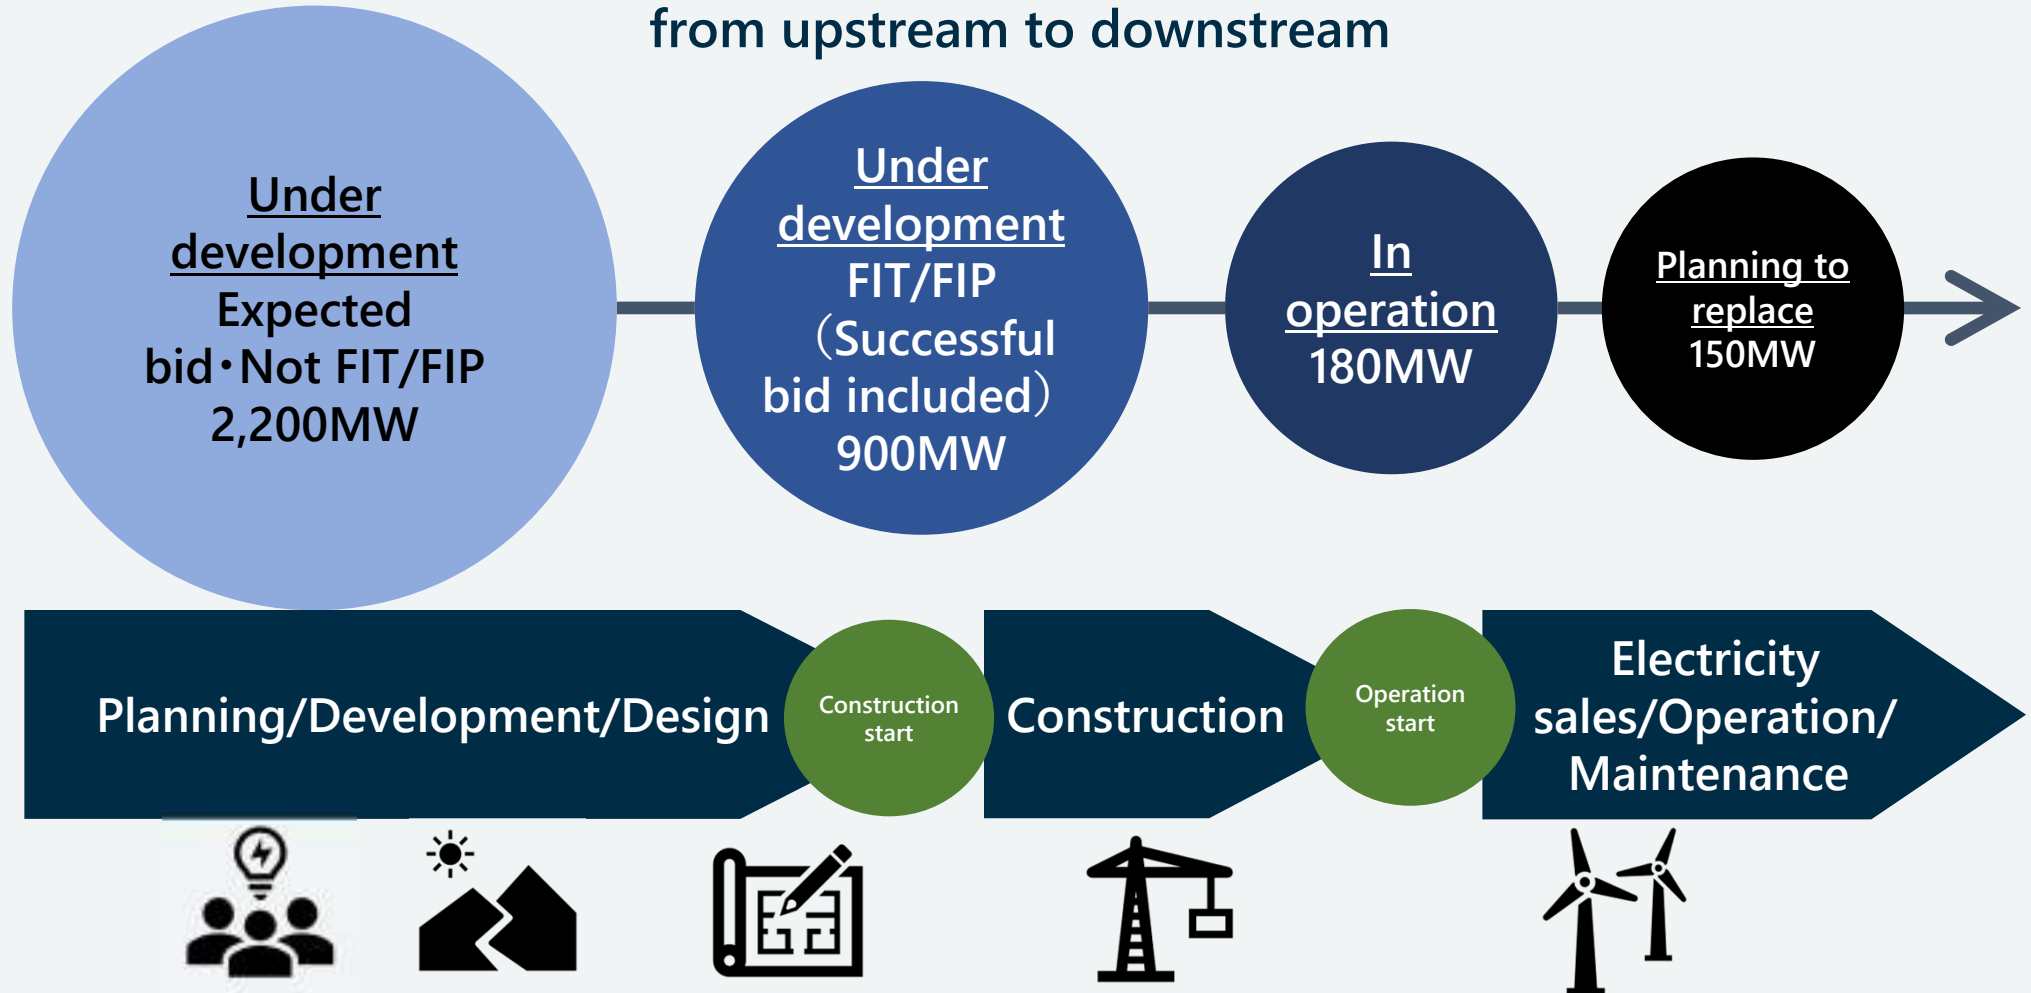 from upstream to downstream
Under
development
Expected
bid・Not FIT/FIP
2,200MW
Under
development
FIT/FIP
（Successful
bid included）
900MW
In
operation
180MW
Planning to
replace
150MW
Planning/Development/Design
Construction
start
Construction
Operation
start
Electricity
sales/Operation/
Maintenance